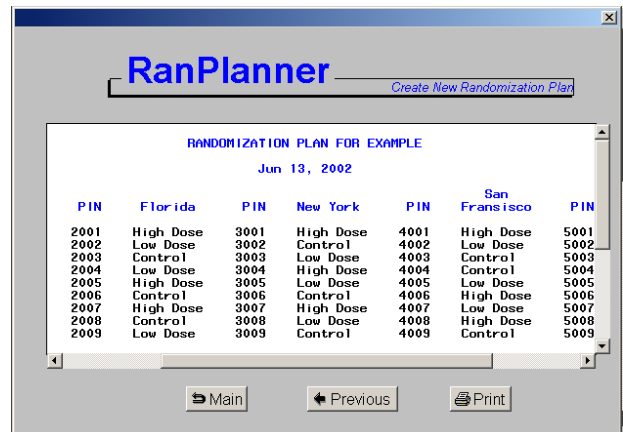 RanPlanner
Create New Randomization Plan
RANDOMIZATION PLAN FOR EXAMPLE
Jun 13, 2002
San
PIN Florida PIN New York PIN Fransisco PIN
2001 High Dose 3001 High Dose 4001 High Dose 5001
2002 Low Dose 3002 Control 4002 Low Dose 5002
2003 Control 3003 Low Dose 4003 Control 5003
2004 Low Dose 3004 High Dose 4004 Control 5004
2005 High Dose 3005 Low Dose 4005 Low Dose 5005
2006 Control 3006 Control 4006 High Dose 5006
2007 High Dose 3007 High Dose 4007 Low Dose 5007
2008 Control 3008 Low Dose 4008 High Dose 5008
2009 Low Dose 3009 Control 4009 Control 5009
Main Previous Print